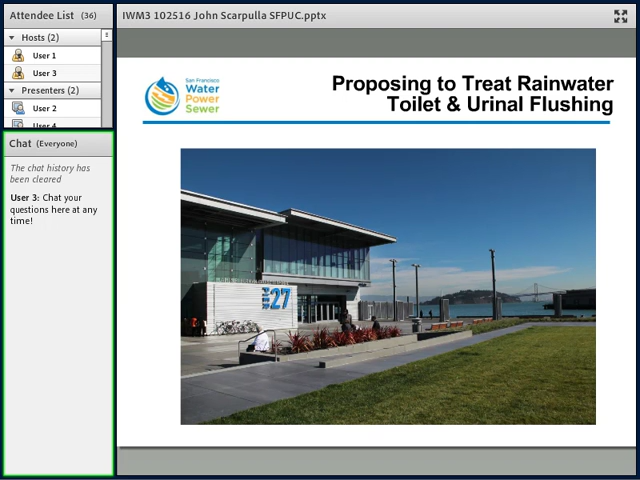 Attendee List (36)
Hosts (2)
User 1
User 3
Presenters (2)
User 2
User 4
Chat (Everyone)
The chat history has
been cleared
User 3: Chat your
questions here at any
time!
IWM3 102516 John Scarpulla SFPUC.pptx
San Francisco
Water
Power
Sewer
Proposing to Treat Rainwater
Toilet & Urinal Flushing
PIER 27